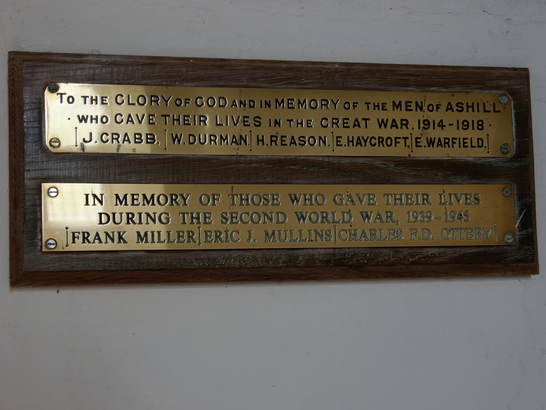 TO THE GLORY OF GOD AND IN MEMORY OF THE MEN OF ASHILL
WHO GAVE THEIR LIVES IN THE GREAT WAR. 1914-1918.
J. CRABB. W. DURMAN H. REASON. E. HAYCROFT. E. WARFIELD.
IN MEMORY OF THOSE WHO GAVE THEIR LIVES
DURING THE SECOND WORLD WAR, 1939-1945
FRANK MILLER ERIC J. MULLINS CHARLES F.D. OTTERY